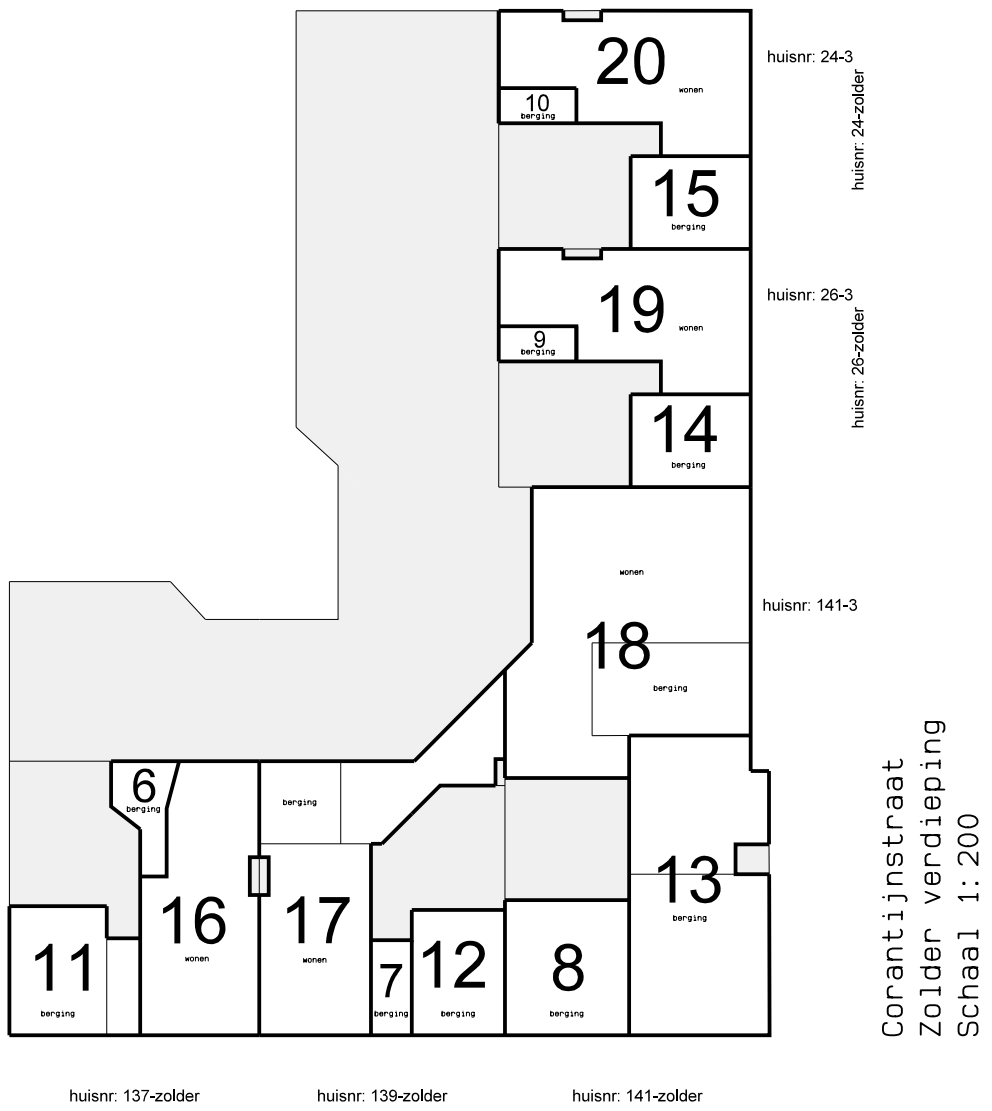 20
wonen
huisnr: 24-3
10
berging
huisnr: 24-zolder
15
berging
19
wonen
huisnr: 26-3
9
berging
huisnr: 26-zolder
14
berging
wonen
huisnr: 141-3
18
berging
6
berging
berging
16
wonen
17
wonen
13
berging
11
berging
7
berging
12
berging
8
berging
Corantijnstraat
Zolder verdieping
Schaal 1: 200
huisnr: 137-zolder
huisnr: 139-zolder
huisnr: 141-zolder